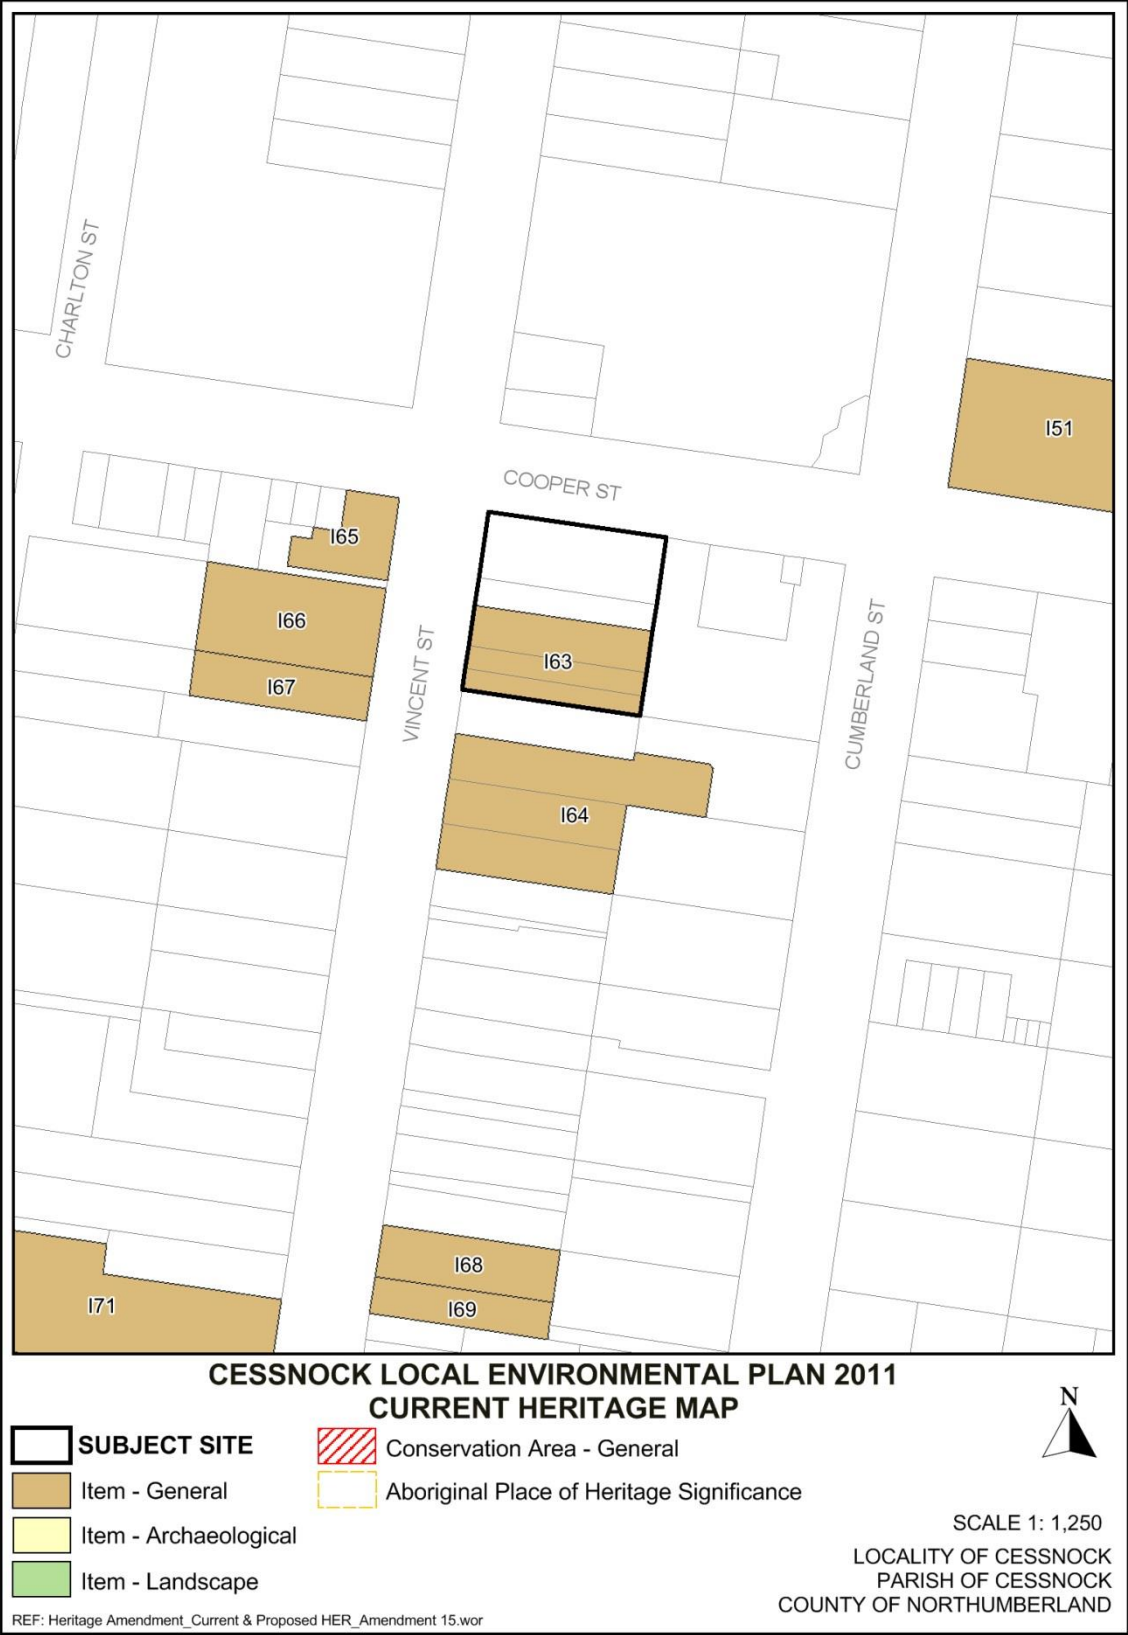 CHARLTON ST
I51
COOPER ST
I65
I66
I63
I67
VINCENT ST
CUMBERLAND ST
I64
I68
I69
I71
CESSNOCK LOCAL ENVIRONMENTAL PLAN 2011
CURRENT HERITAGE MAP
N
SUBJECT SITE
Conservation Area - General
Item - General
Aboriginal Place of Heritage Significance
Item - Archaeological
Item - Landscape
SCALE 1: 1,250
LOCALITY OF CESSNOCK
PARISH OF CESSNOCK
COUNTY OF NORTHUMBERLAND
REF: Heritage Amendment_Current & Proposed HER_Amendment 15.wor